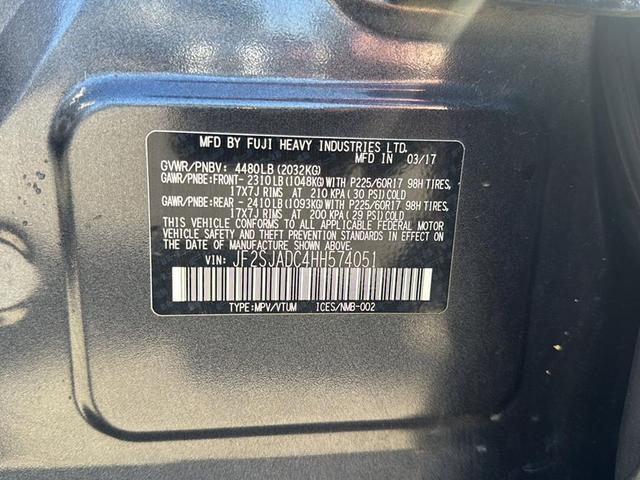 MFD BY FUJI HEAVY INDUSTRIES LTD.
MFD IN 03/17
GVWR/PNBV: 4480LB (2032KG)
GAWR/PNBE:FRONT- 2310LB (1048KG) WITH P225/60R17 98H TIRES,
17X7J RIMS AT 210 KPA (30 PSI) COLD
GAWR/PNBE:REAR - 2410LB (1093KG) WITH P225/60R17 98H TIRES,
17X7J RIMS AT 200 KPA (29 PSI) COLD
THIS VEHICLE CONFORMS TO ALL APPLICABLE FEDERAL MOTOR
VEHICLE SAFETY AND THEFT PREVENTION STANDARDS IN
EFFECT ON THE DATE OF MANUFACTURE SHOWN ABOVE.
VIN: JF2SJADC4HH574051
TYPE:MPV/VTUM ICES/NMB-002